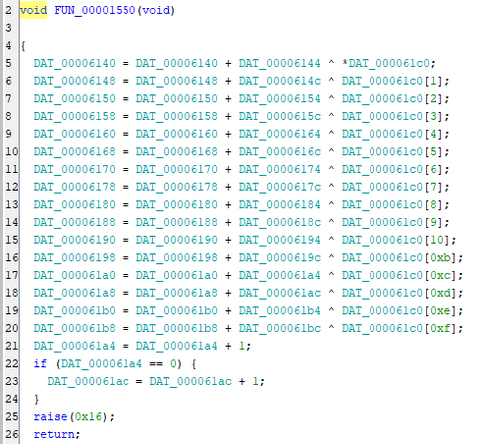 2 void FUN_00001550(void)
3
4 {
5 DAT_00006140 = DAT_00006140 + DAT_00006144 ^ *DAT_000061c0;
6 DAT_00006148 = DAT_00006148 + DAT_0000614c ^ DAT_000061c0[1];
7 DAT_00006150 = DAT_00006150 + DAT_00006154 ^ DAT_000061c0[2];
8 DAT_00006158 = DAT_00006158 + DAT_0000615c ^ DAT_000061c0[3];
9 DAT_00006160 = DAT_00006160 + DAT_00006164 ^ DAT_000061c0[4];
10 DAT_00006168 = DAT_00006168 + DAT_0000616c ^ DAT_000061c0[5];
11 DAT_00006170 = DAT_00006170 + DAT_00006174 ^ DAT_000061c0[6];
12 DAT_00006178 = DAT_00006178 + DAT_0000617c ^ DAT_000061c0[7];
13 DAT_00006180 = DAT_00006180 + DAT_00006184 ^ DAT_000061c0[8];
14 DAT_00006188 = DAT_00006188 + DAT_0000618c ^ DAT_000061c0[9];
15 DAT_00006190 = DAT_00006190 + DAT_00006194 ^ DAT_000061c0[10];
16 DAT_00006198 = DAT_00006198 + DAT_0000619c ^ DAT_000061c0[0xb];
17 DAT_000061a0 = DAT_000061a0 + DAT_000061a4 ^ DAT_000061c0[0xc];
18 DAT_000061a8 = DAT_000061a8 + DAT_000061ac ^ DAT_000061c0[0xd];
19 DAT_000061b0 = DAT_000061b0 + DAT_000061b4 ^ DAT_000061c0[0xe];
20 DAT_000061b8 = DAT_000061b8 + DAT_000061bc ^ DAT_000061c0[0xf];
21 DAT_000061a4 = DAT_000061a4 + 1;
22 if (DAT_000061a4 == 0) {
23 DAT_000061ac = DAT_000061ac + 1;
24 }
25 raise(0x16);
26 return;